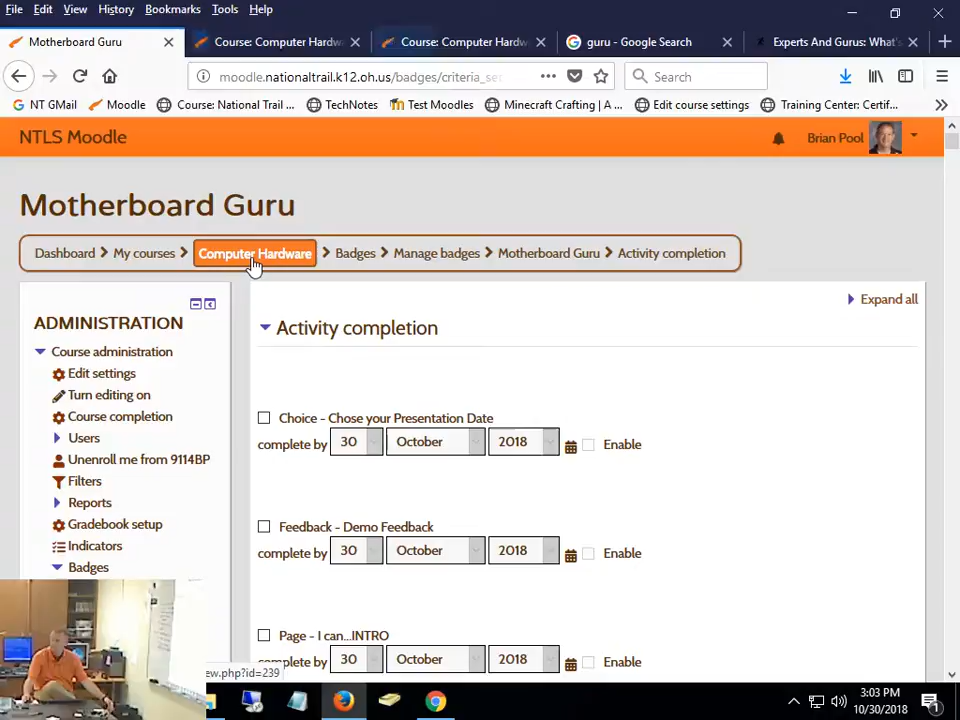 File Edit View History Bookmarks Tools Help
Motherboard Guru
Course: Computer Hardw
Course: Computer Hardw
guru - Google Search
Experts And Gurus: What's
moodle.nationaltrail.k12.oh.us/badges/criteria_se
Search
NT GMail Moodle Course: National Trail ... TechNotes Test Moodles Minecraft Crafting | A ... Edit course settings Training Center: Certif...
NTLS Moodle
Brian Pool
Motherboard Guru
Dashboard My courses Computer Hardware Badges Manage badges Motherboard Guru Activity completion
Expand all
ADMINISTRATION
Course administration
Edit settings
Turn editing on
Course completion
Users
Unenroll me from 9114BP
Filters
Reports
Gradebook setup
Indicators
Badges
Activity completion
Choice - Chose your Presentation Date
complete by 30 October 2018 Enable
Feedback - Demo Feedback
complete by 30 October 2018 Enable
Page - I can...INTRO
complete by 30 October 2018 Enable
ew.php?id=239
3:03 PM
10/30/2018
1